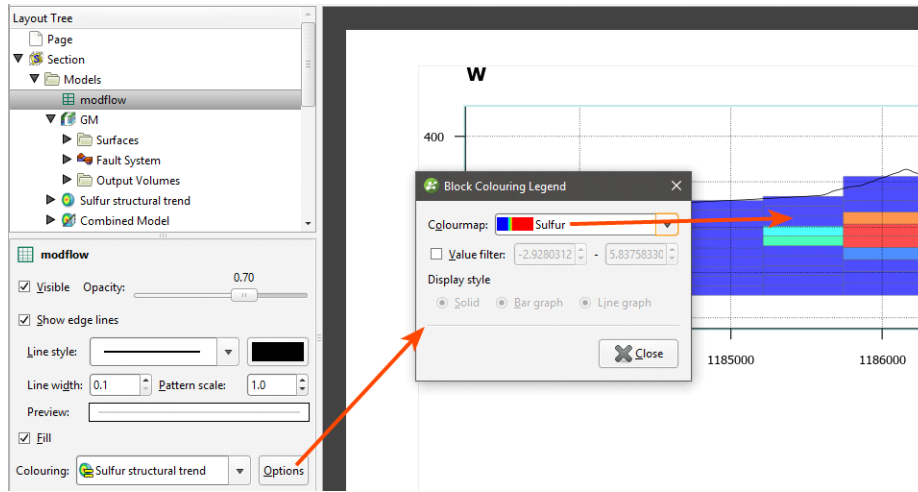 Layout Tree
Page
Section
Models
modflow
GM
Surfaces
Fault System
Output Volumes
Sulfur structural trend
Combined Model
modflow
Visible Opacity: 0.70
Show edge lines
Line style:
Line width: 0.1 Pattern scale: 1.0
Preview:
Fill
Colouring: Sulfur structural trend Options
W
400
1185000 1186000
Block Colouring Legend
Colourmap: Sulfur
Value filter: -2.9280312 - 5.83758330
Display style
Solid Bar graph Line graph
Close